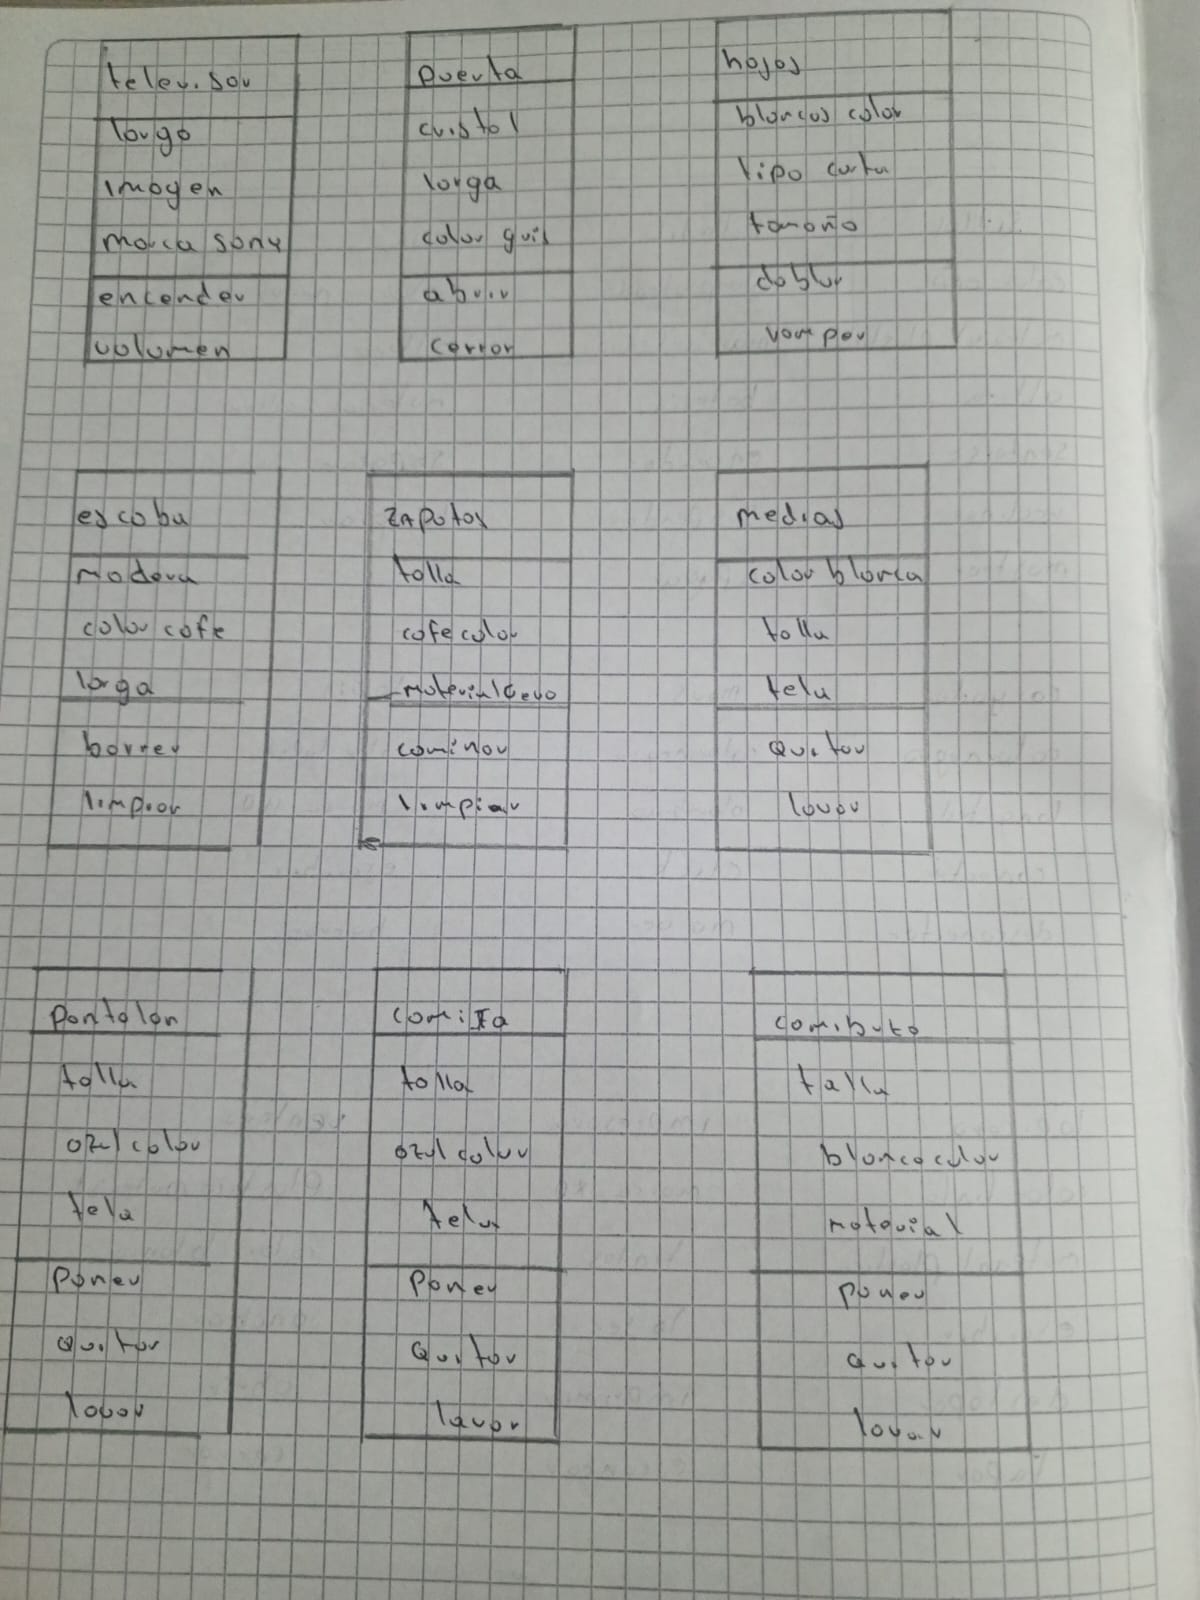 televisor
largo
imagen
marca sony
encender
volumen
puerta
cristal
larga
color gris
abrir
cerrar
hojas
blancas color
tipo carta
tamaño
doblar
romper
escoba
madera
color cafe
larga
barrer
limpiar
zapatos
talla
cafe color
material cuero
caminar
limpiar
medias
color blanca
talla
tela
quitar
lavar
pantalon
talla
azul color
tela
poner
quitar
lavar
camisa
talla
azul color
tela
poner
quitar
lavar
camibuso
talla
blanco color
material
poner
quitar
lavar